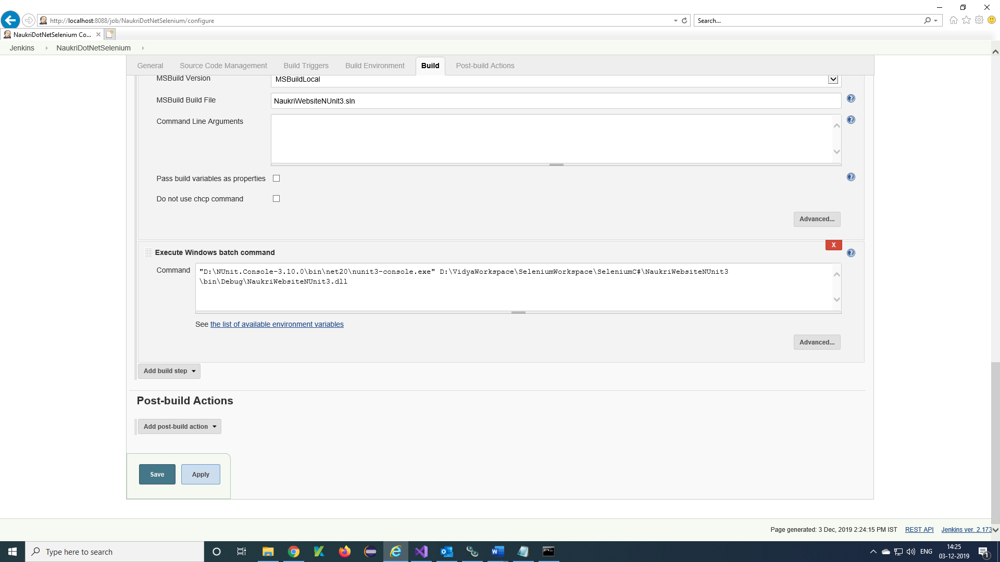 http://localhost:8088/job/NaukriDotNetSelenium/configure
Search...
NaukriDotNetSelenium Co...
Jenkins
NaukriDotNetSelenium
General
Source Code Management
Build Triggers
Build Environment
Build
Post-build Actions
MSBuild Version
MSBuildLocal
MSBuild Build File
NaukriWebsiteNUnit3.sln
Command Line Arguments
Pass build variables as properties
Do not use chcp command
Advanced...
X
Execute Windows batch command
Command
"D:\NUnit.Console-3.10.0\bin\net20\nunit3-console.exe" D:\VidyaWorkspace\SeleniumWorkspace\SeleniumC#\NaukriWebsiteNUnit3
\bin\Debug\NaukriWebsiteNUnit3.dll
See the list of available environment variables
Advanced...
Add build step
Post-build Actions
Add post-build action
Save
Apply
Page generated: 3 Dec, 2019 2:24:15 PM IST
REST API
Jenkins ver. 2.173
Type here to search
ENG
14:25
03-12-2019
1